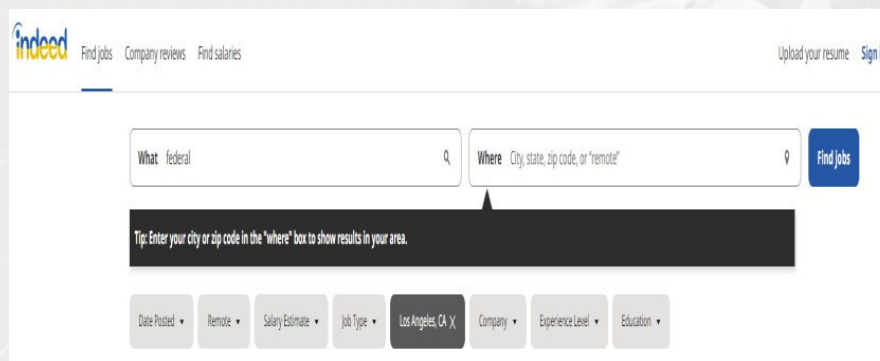 indeed Find jobs Company reviews Find salaries Upload your resume Sign i
What federal Where City, state, zip code, or "remote" Find jobs
Tip: Enter your city or zip code in the "where" box to show results in your area.
Date Posted Remote Salary Estimate Job Type Los Angeles, CA X Company Experience Level Education